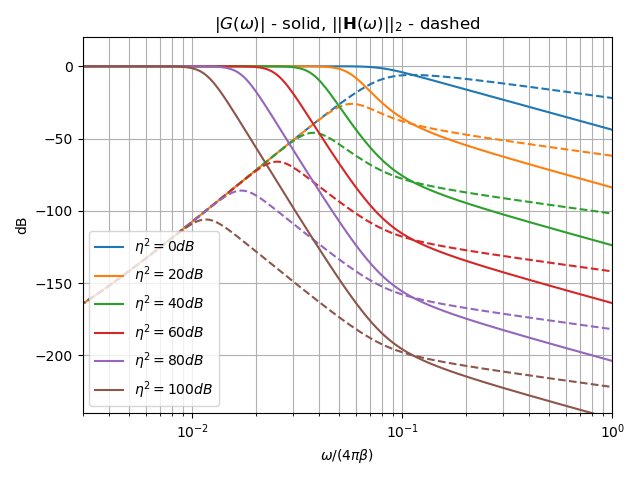 |G(ω)| - solid, ||𝐇(ω)||₂ - dashed
0
−50
−100
−150
−200
dB
η² = 0dB
η² = 20dB
η² = 40dB
η² = 60dB
η² = 80dB
η² = 100dB
10⁻² 10⁻¹ 10⁰
ω/(4πβ)